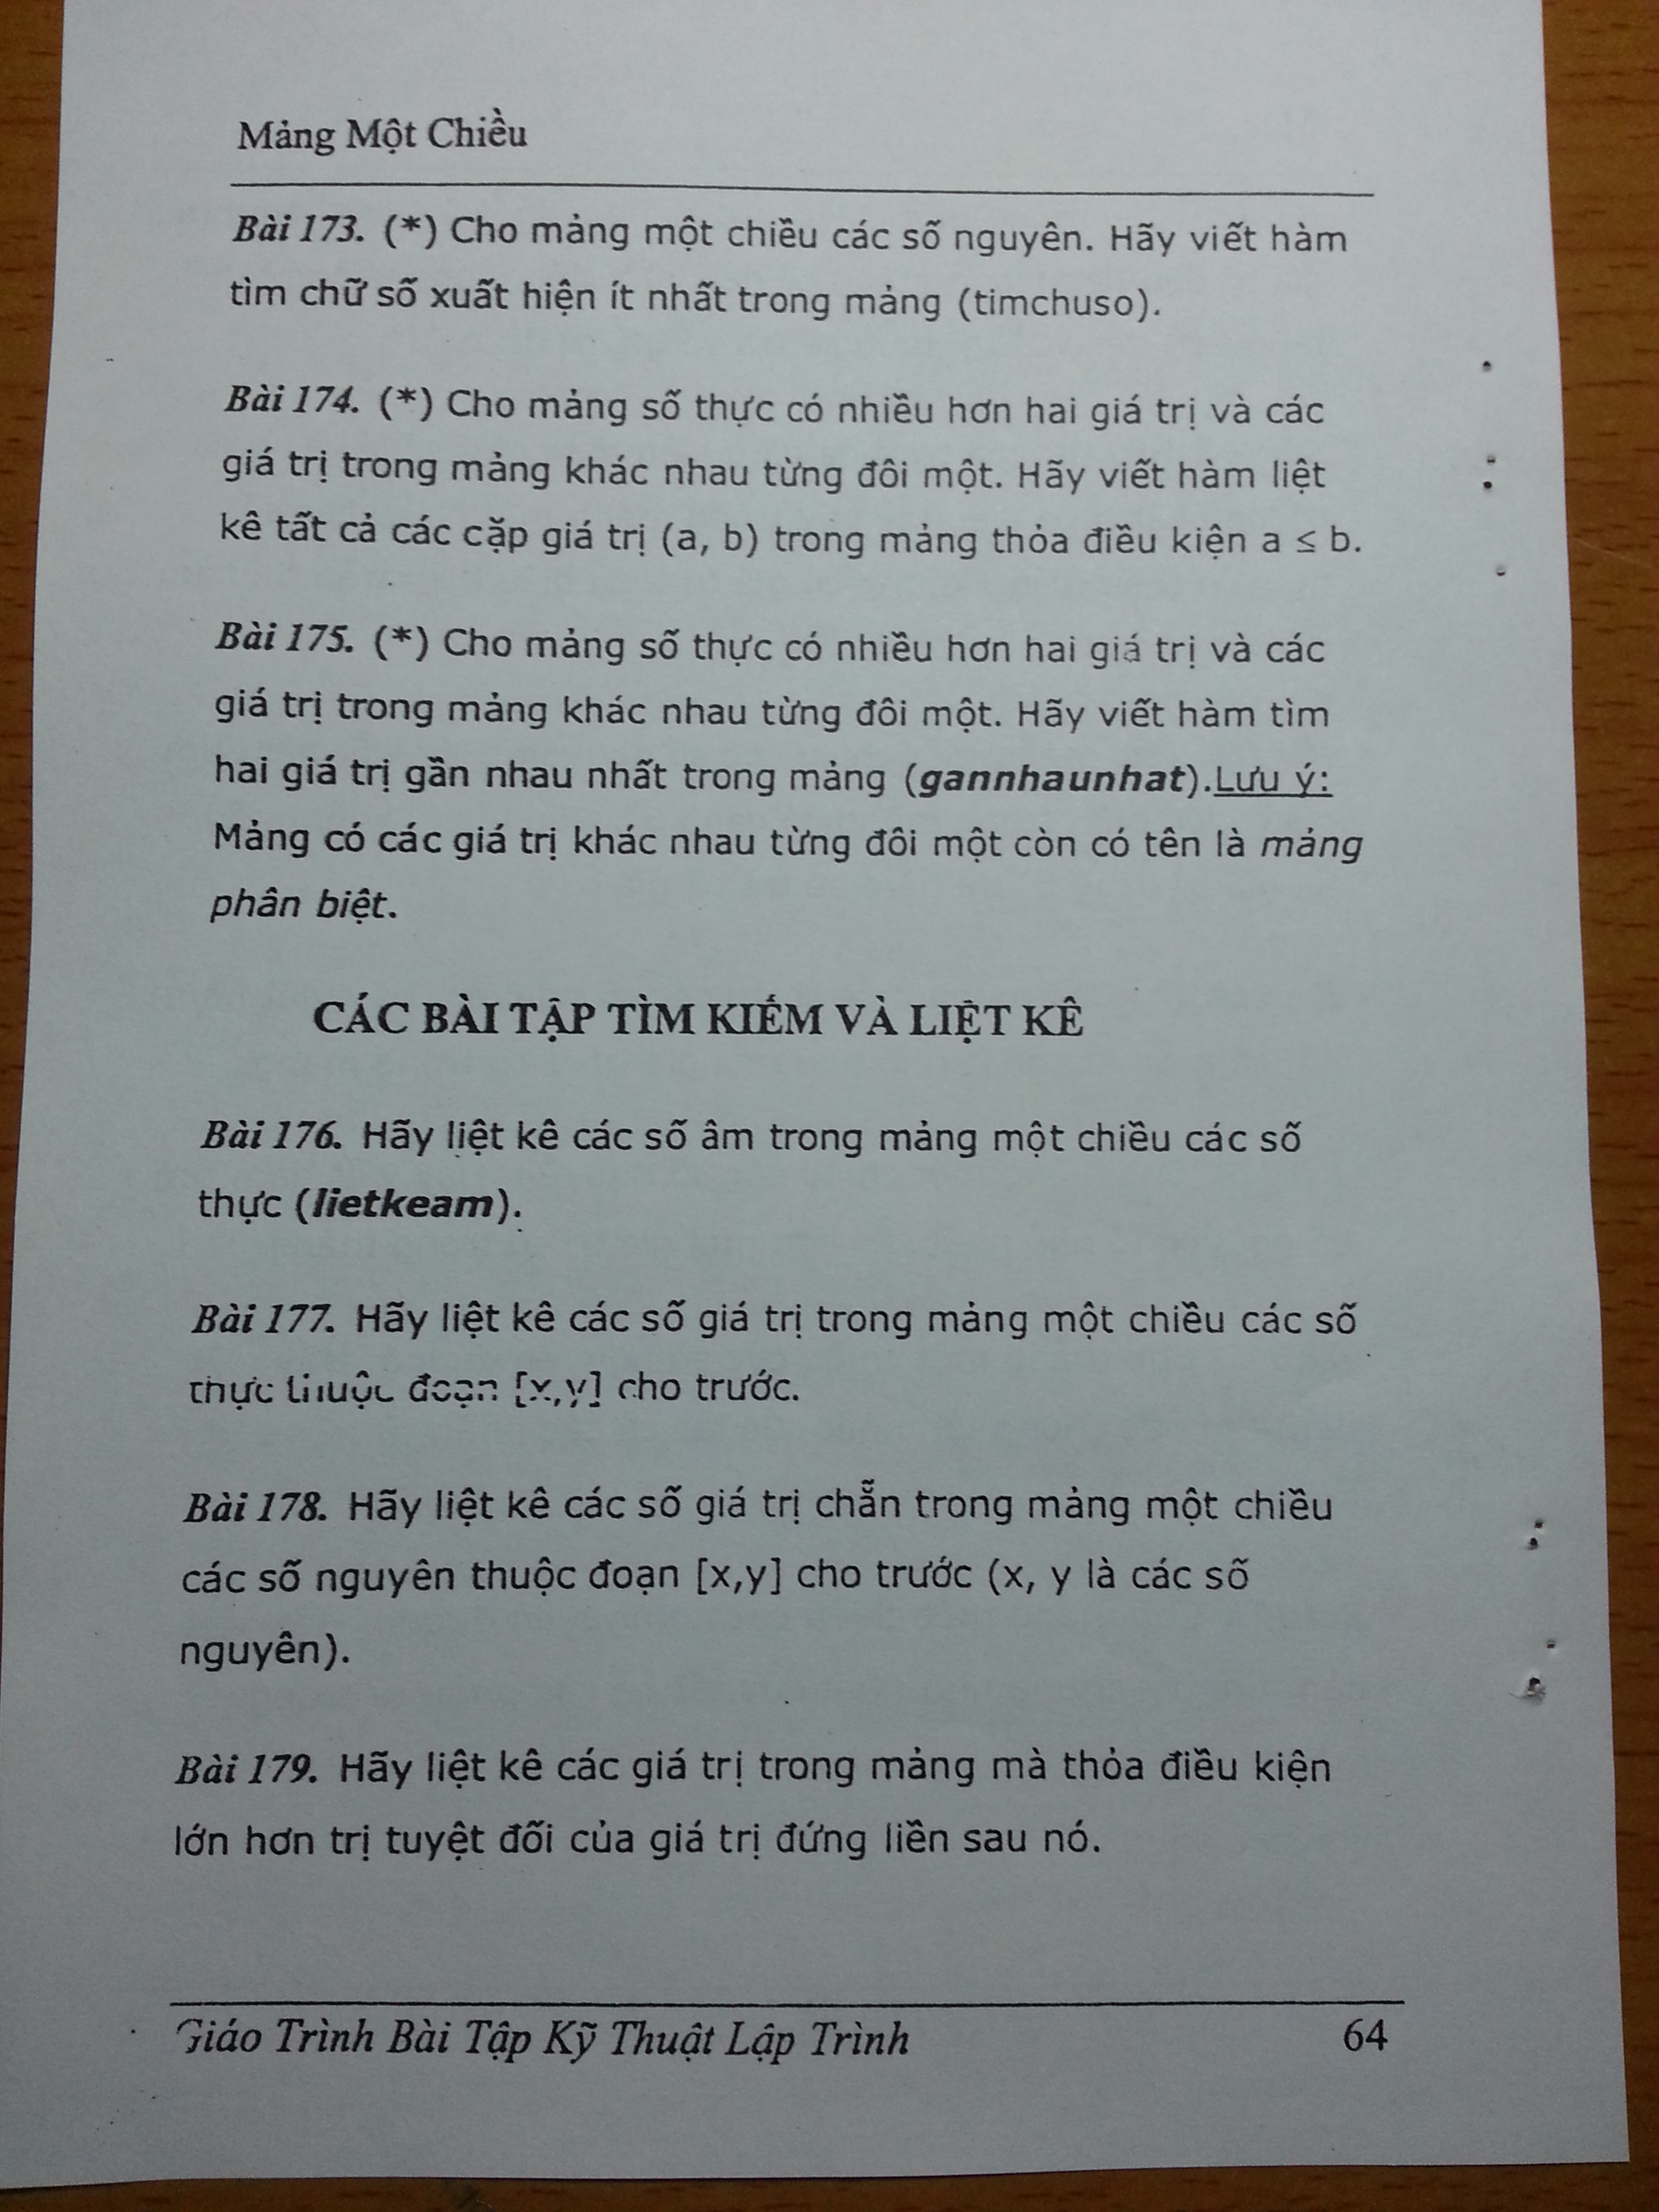 Mảng Một Chiều
Bài 173. (*) Cho mảng một chiều các số nguyên. Hãy viết hàm
tìm chữ số xuất hiện ít nhất trong mảng (timchuso).
Bài 174. (*) Cho mảng số thực có nhiều hơn hai giá trị và các
giá trị trong mảng khác nhau từng đôi một. Hãy viết hàm liệt
kê tất cả các cặp giá trị (a, b) trong mảng thỏa điều kiện a ≤ b.
Bài 175. (*) Cho mảng số thực có nhiều hơn hai giá trị và các
giá trị trong mảng khác nhau từng đôi một. Hãy viết hàm tìm
hai giá trị gần nhau nhất trong mảng (gannhaunhat).Lưu ý:
Mảng có các giá trị khác nhau từng đôi một còn có tên là mảng
phân biệt.
CÁC BÀI TẬP TÌM KIẾM VÀ LIỆT KÊ
Bài 176. Hãy liệt kê các số âm trong mảng một chiều các số
thực (lietkeam).
Bài 177. Hãy liệt kê các số giá trị trong mảng một chiều các số
thực thuộc đoạn [x,y] cho trước.
Bài 178. Hãy liệt kê các số giá trị chẵn trong mảng một chiều
các số nguyên thuộc đoạn [x,y] cho trước (x, y là các số
nguyên).
Bài 179. Hãy liệt kê các giá trị trong mảng mà thỏa điều kiện
lớn hơn trị tuyệt đối của giá trị đứng liền sau nó.
Giáo Trình Bài Tập Kỹ Thuật Lập Trình 64